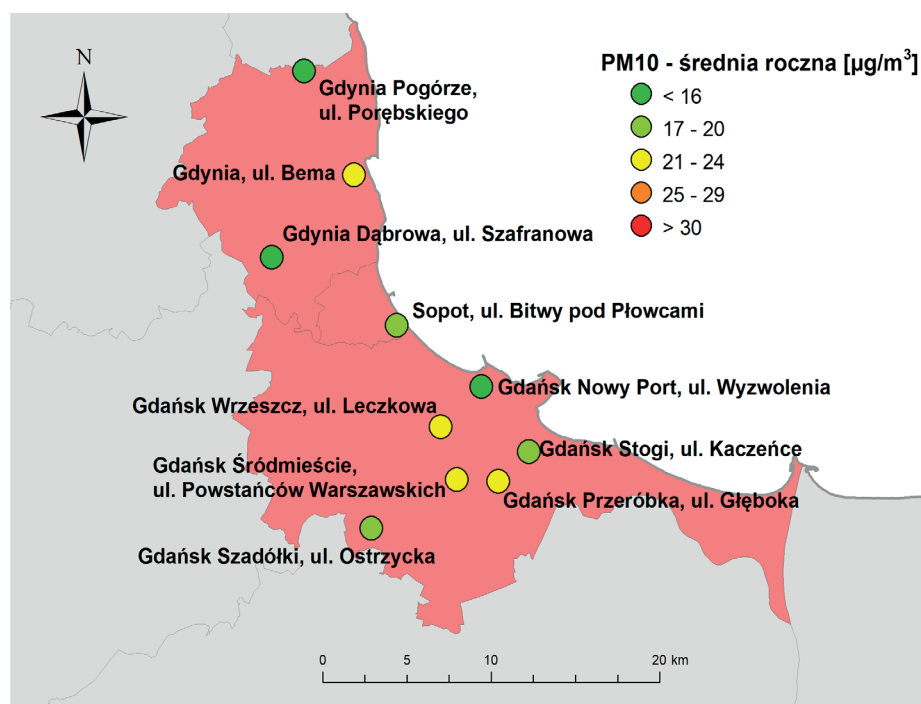 N
PM10 - średnia roczna [µg/m³]
< 16
17 - 20
21 - 24
25 - 29
> 30
Gdynia Pogórze,
ul. Porębskiego
Gdynia, ul. Bema
Gdynia Dąbrowa, ul. Szafranowa
Sopot, ul. Bitwy pod Płowcami
Gdańsk Nowy Port, ul. Wyzwolenia
Gdańsk Wrzeszcz, ul. Leczkowa
Gdańsk Stogi, ul. Kaczeńce
Gdańsk Śródmieście,
ul. Powstańców Warszawskich
Gdańsk Przeróbka, ul. Głęboka
Gdańsk Szadółki, ul. Ostrzycka
0 5 10 20 km